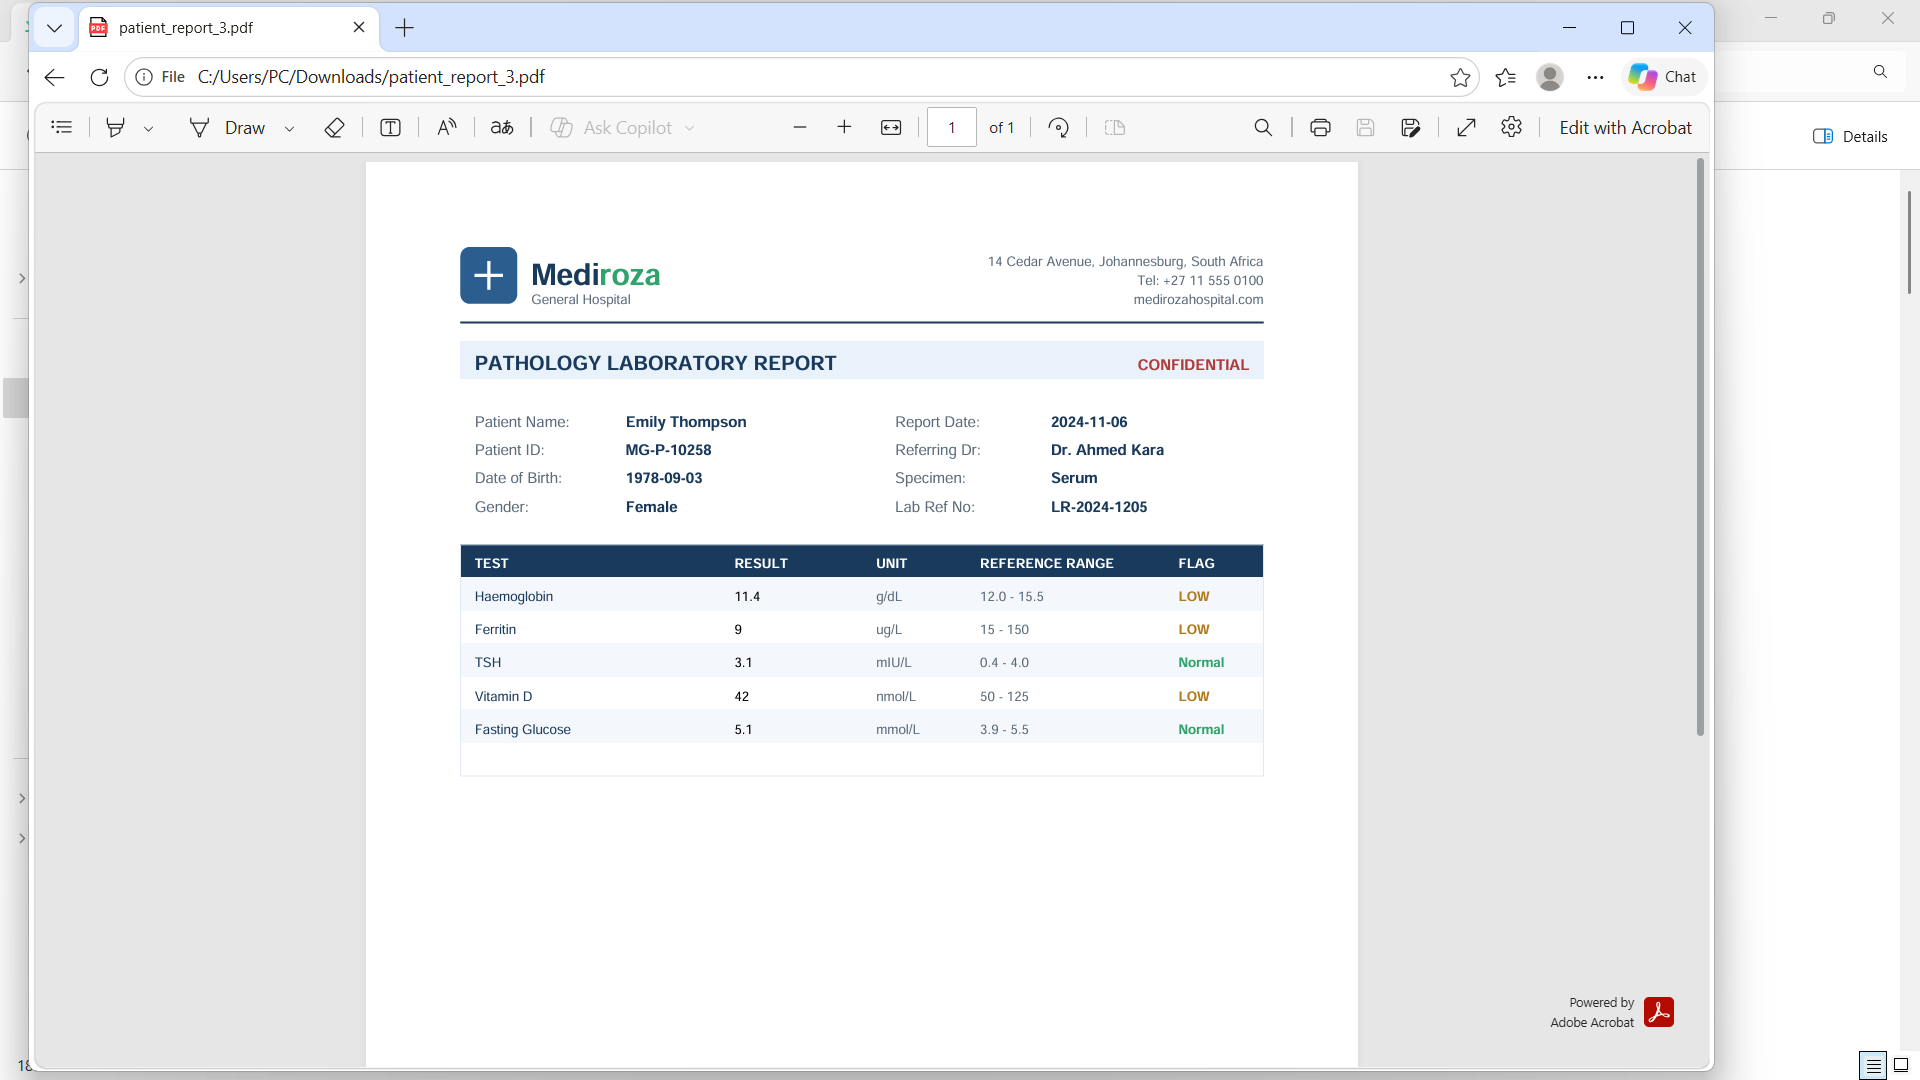 patient_report_3.pdf
File C:/Users/PC/Downloads/patient_report_3.pdf
Chat
Draw
Ask Copilot
1 of 1
Edit with Acrobat
Details
Mediroza
General Hospital
14 Cedar Avenue, Johannesburg, South Africa
Tel: +27 11 555 0100
medirozahospital.com
PATHOLOGY LABORATORY REPORT CONFIDENTIAL
Patient Name: Emily Thompson Report Date: 2024-11-06
Patient ID: MG-P-10258 Referring Dr: Dr. Ahmed Kara
Date of Birth: 1978-09-03 Specimen: Serum
Gender: Female Lab Ref No: LR-2024-1205
TEST RESULT UNIT REFERENCE RANGE FLAG
Haemoglobin 11.4 g/dL 12.0 - 15.5 LOW
Ferritin 9 ug/L 15 - 150 LOW
TSH 3.1 mIU/L 0.4 - 4.0 Normal
Vitamin D 42 nmol/L 50 - 125 LOW
Fasting Glucose 5.1 mmol/L 3.9 - 5.5 Normal
Powered by
Adobe Acrobat